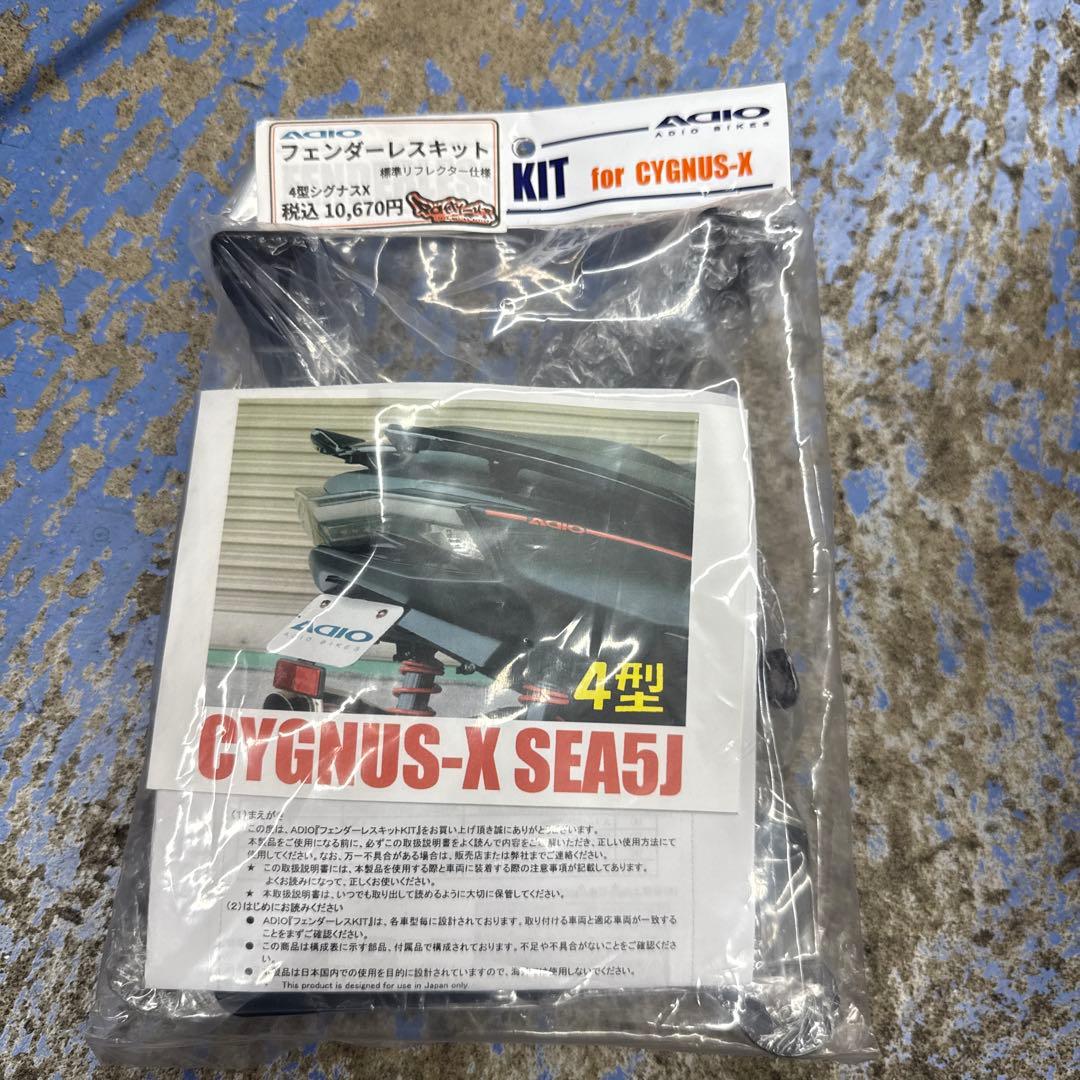 ADIO
フェンダーレスキット
標準リフレクター仕様
4型シグナスX
税込 10,670円
ADIO
ADIO BIKES
KIT for CYGNUS-X
ADIO
ADIO
ADIO BIKES
4型
CYGNUS-X SEA5J
(1)まえがき
この度は、ADIO『フェンダーレスキットKIT』をお買い上げ頂き誠にありがとうございます。
本製品をご使用になる前に、必ずこの取扱説明書をよく読んで内容をご理解いただき、正しい使用方法にて
使用してください。なお、万一不具合がある場合は、販売店または弊社までご連絡ください。
★ この取扱説明書には、本製品を使用する際と車両に装着する際の注意事項が記載してあります。
よくお読みになって、正しくお使いください。
★ 本取扱説明書は、いつでも取り出して読めるように大切に保管してください。
(2)はじめにお読みください
● ADIO『フェンダーレスKIT』は、各車型毎に設計されております。取り付ける車両と適応車両が一致する
ことをまずご確認ください。
● この商品は構成表に示す部品、付属品で構成されております。不足や不具合がないことをご確認くださ
い。
● 製品は日本国内での使用を目的に設計されていますので、海外では使用しないでください。
This product is designed for use in Japan only